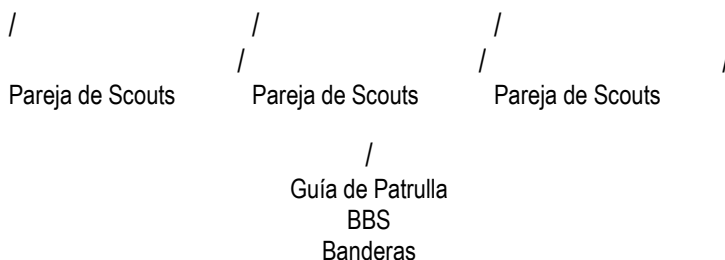 / / /
/ / /
Pareja de Scouts Pareja de Scouts Pareja de Scouts
/
Guía de Patrulla
BBS
Banderas